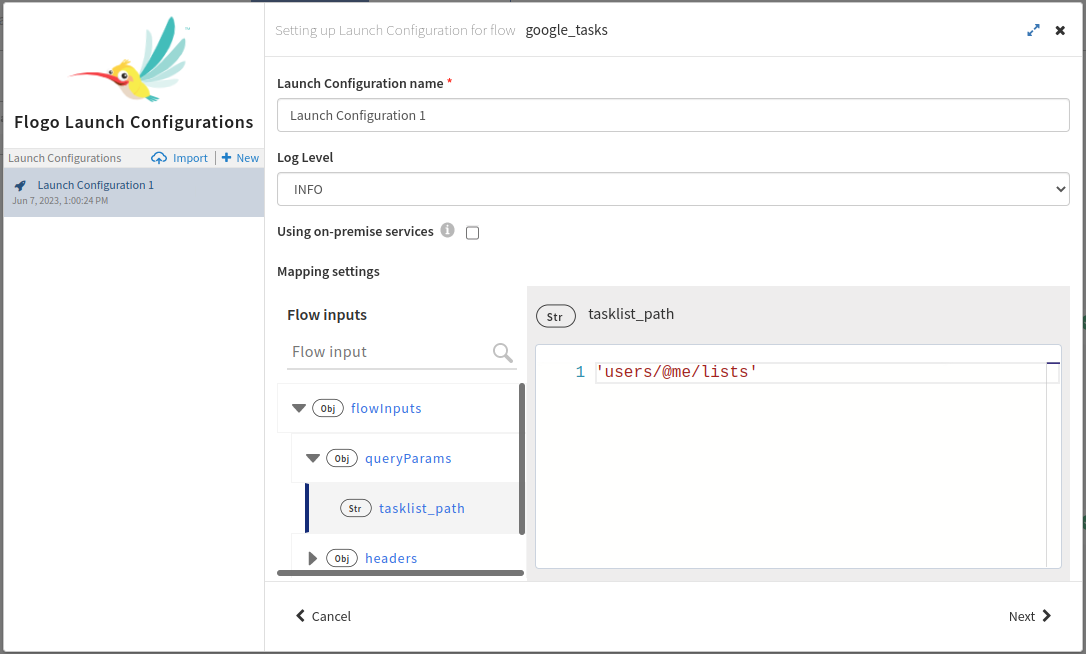 ™
Flogo Launch Configurations
Launch Configurations Import + New
Launch Configuration 1
Jun 7, 2023, 1:00:24 PM
Setting up Launch Configuration for flow google_tasks
Launch Configuration name *
Launch Configuration 1
Log Level
INFO
Using on-premise services i
Mapping settings
Flow inputs
Flow input
Obj flowInputs
Obj queryParams
Str tasklist_path
Obj headers
Str tasklist_path
1 'users/@me/lists'
Cancel
Next